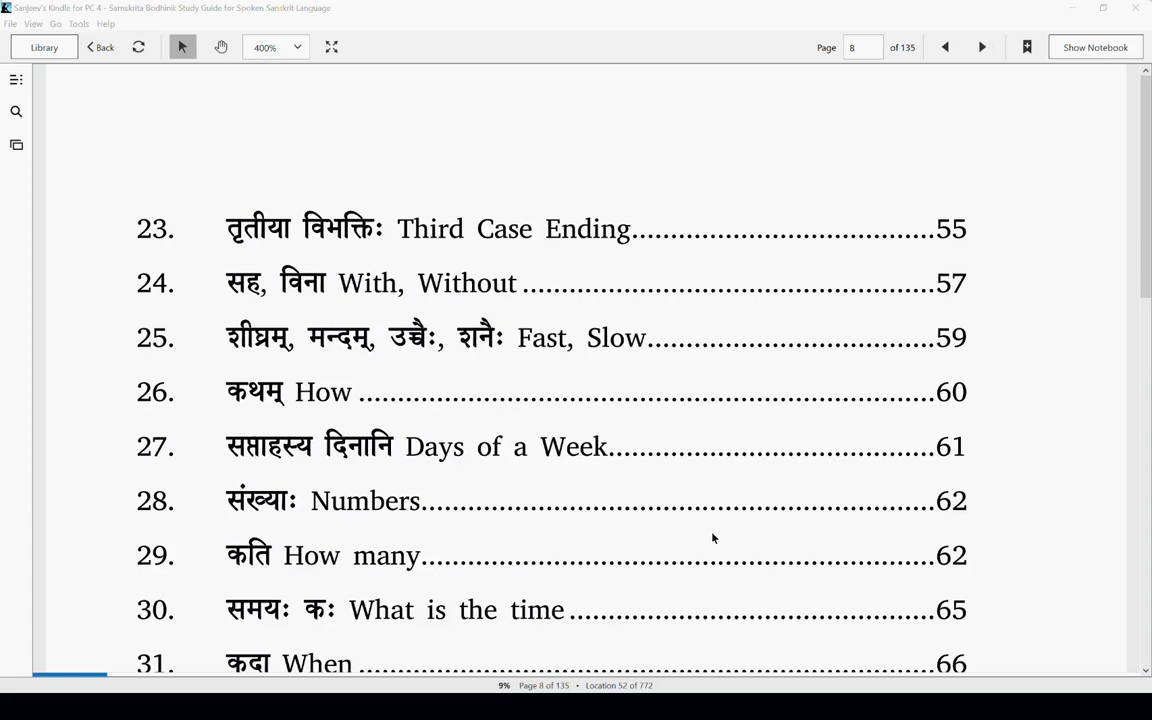 Sanjeev's Kindle for PC 4 - Samskrita Bodhinii: Study Guide for Spoken Sanskrit Language
File View Go Tools Help
Library Back 400% Page 8 of 135 Show Notebook
23. तृतीया विभक्तिः Third Case Ending.......................................55
24. सह, विना With, Without.....................................................57
25. शीघ्रम्, मन्दम्, उच्चैः, शनैः Fast, Slow.....................................59
26. कथम् How..........................................................................60
27. सप्ताहस्य दिनानि Days of a Week..........................................61
28. संख्याः Numbers..................................................................62
29. कति How many..................................................................62
30. समयः कः What is the time...............................................65
31. कदा When..........................................................................66
9% Page 8 of 135 • Location 52 of 772